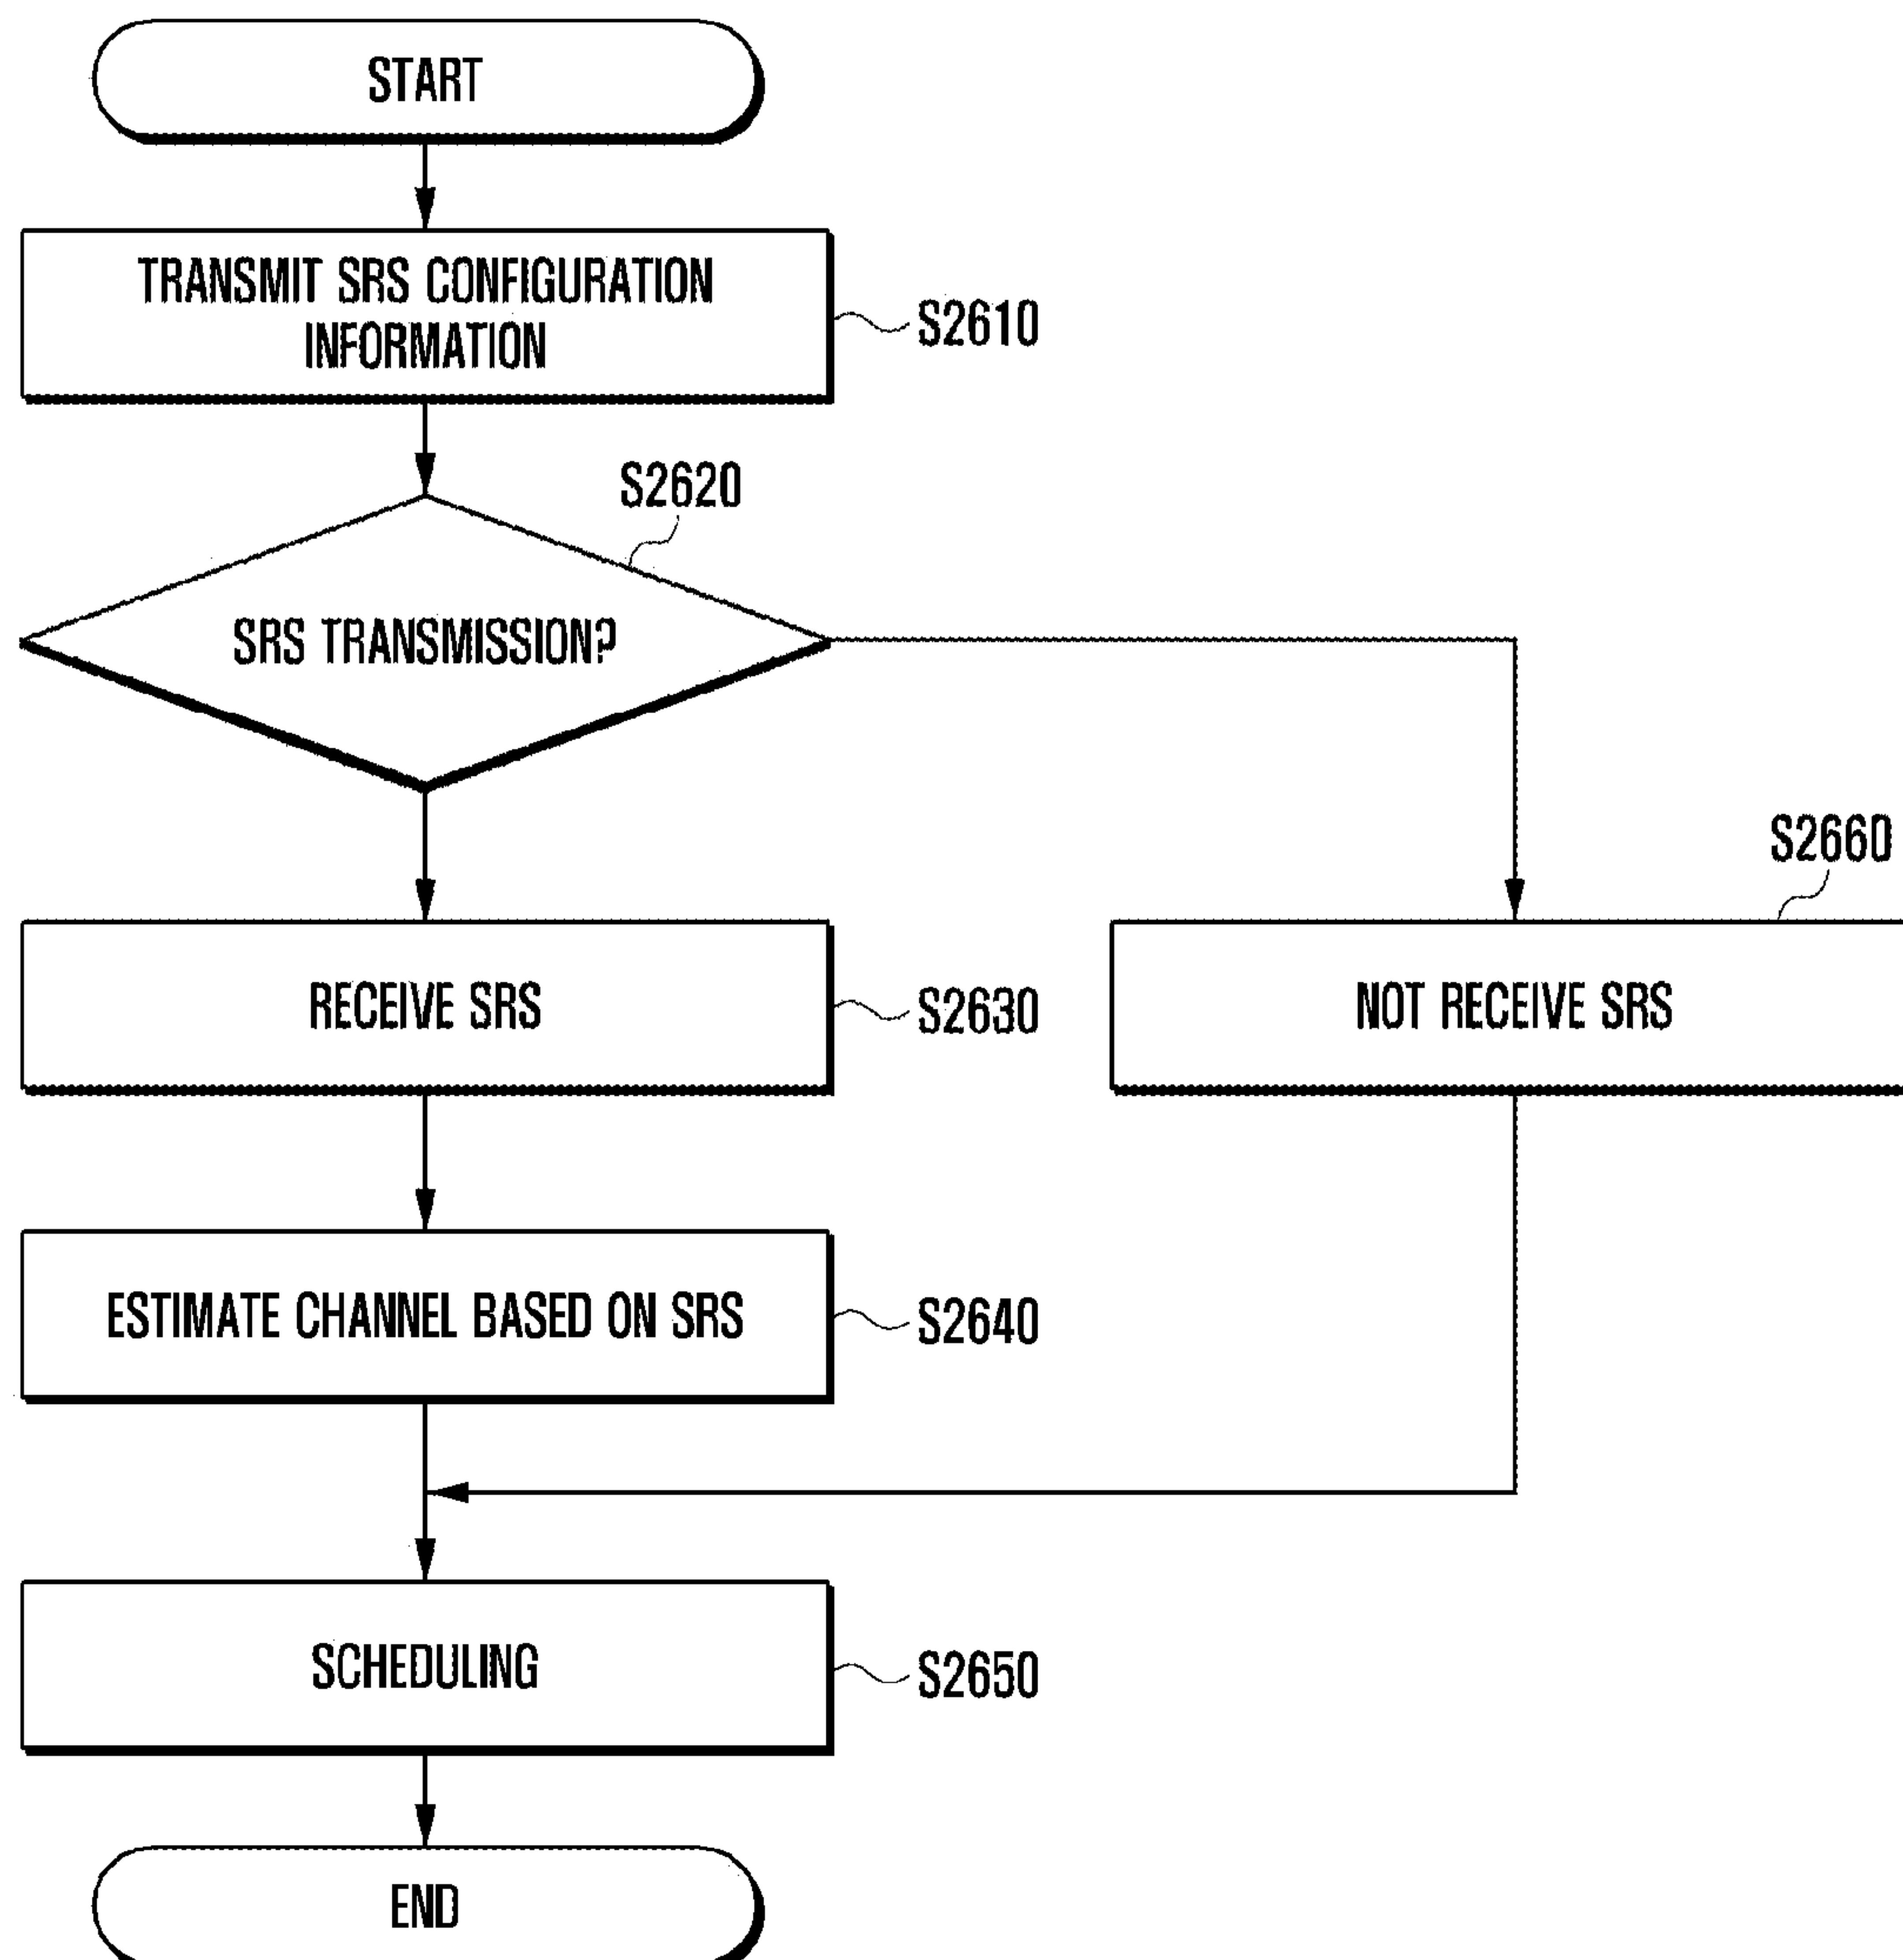 START
TRANSMIT SRS CONFIGURATION
INFORMATION
S2610
S2620
SRS TRANSMISSION?
S2660
RECEIVE SRS
S2630
NOT RECEIVE SRS
ESTIMATE CHANNEL BASED ON SRS
S2640
SCHEDULING
S2650
END